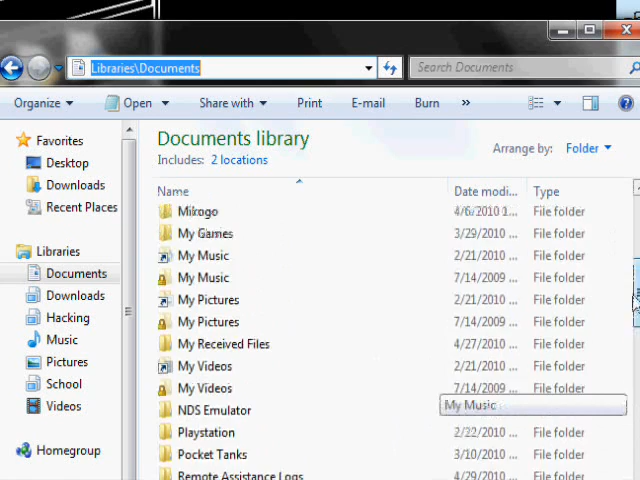 Libraries\Documents
Search Documents
Organize Open Share with Print E-mail Burn »
Favorites
Desktop
Downloads
Recent Places
Libraries
Documents
Downloads
Hacking
Music
Pictures
School
Videos
Homegroup
Documents library
Includes: 2 locations
Arrange by: Folder
Name Date modi... Type
Mikogo 4/6/2010 1... File folder
My Games 3/29/2010 ... File folder
My Music 2/21/2010 ... File folder
My Music 7/14/2009 ... File folder
My Pictures 2/21/2010 ... File folder
My Pictures 7/14/2009 ... File folder
My Received Files 4/27/2010 ... File folder
My Videos 2/21/2010 ... File folder
My Videos 7/14/2009 ... File folder
NDS Emulator
My Music
Playstation 2/22/2010 ... File folder
Pocket Tanks 3/10/2010 ... File folder
Remote Assistance Logs 4/29/2010 ... File folder